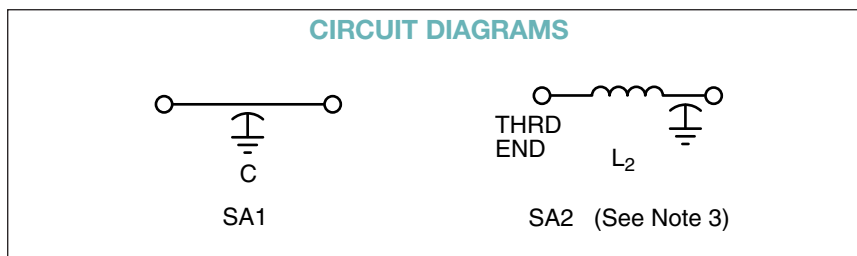 CIRCUIT DIAGRAMS
THRD
END
C
L2
SA1
SA2 (See Note 3)